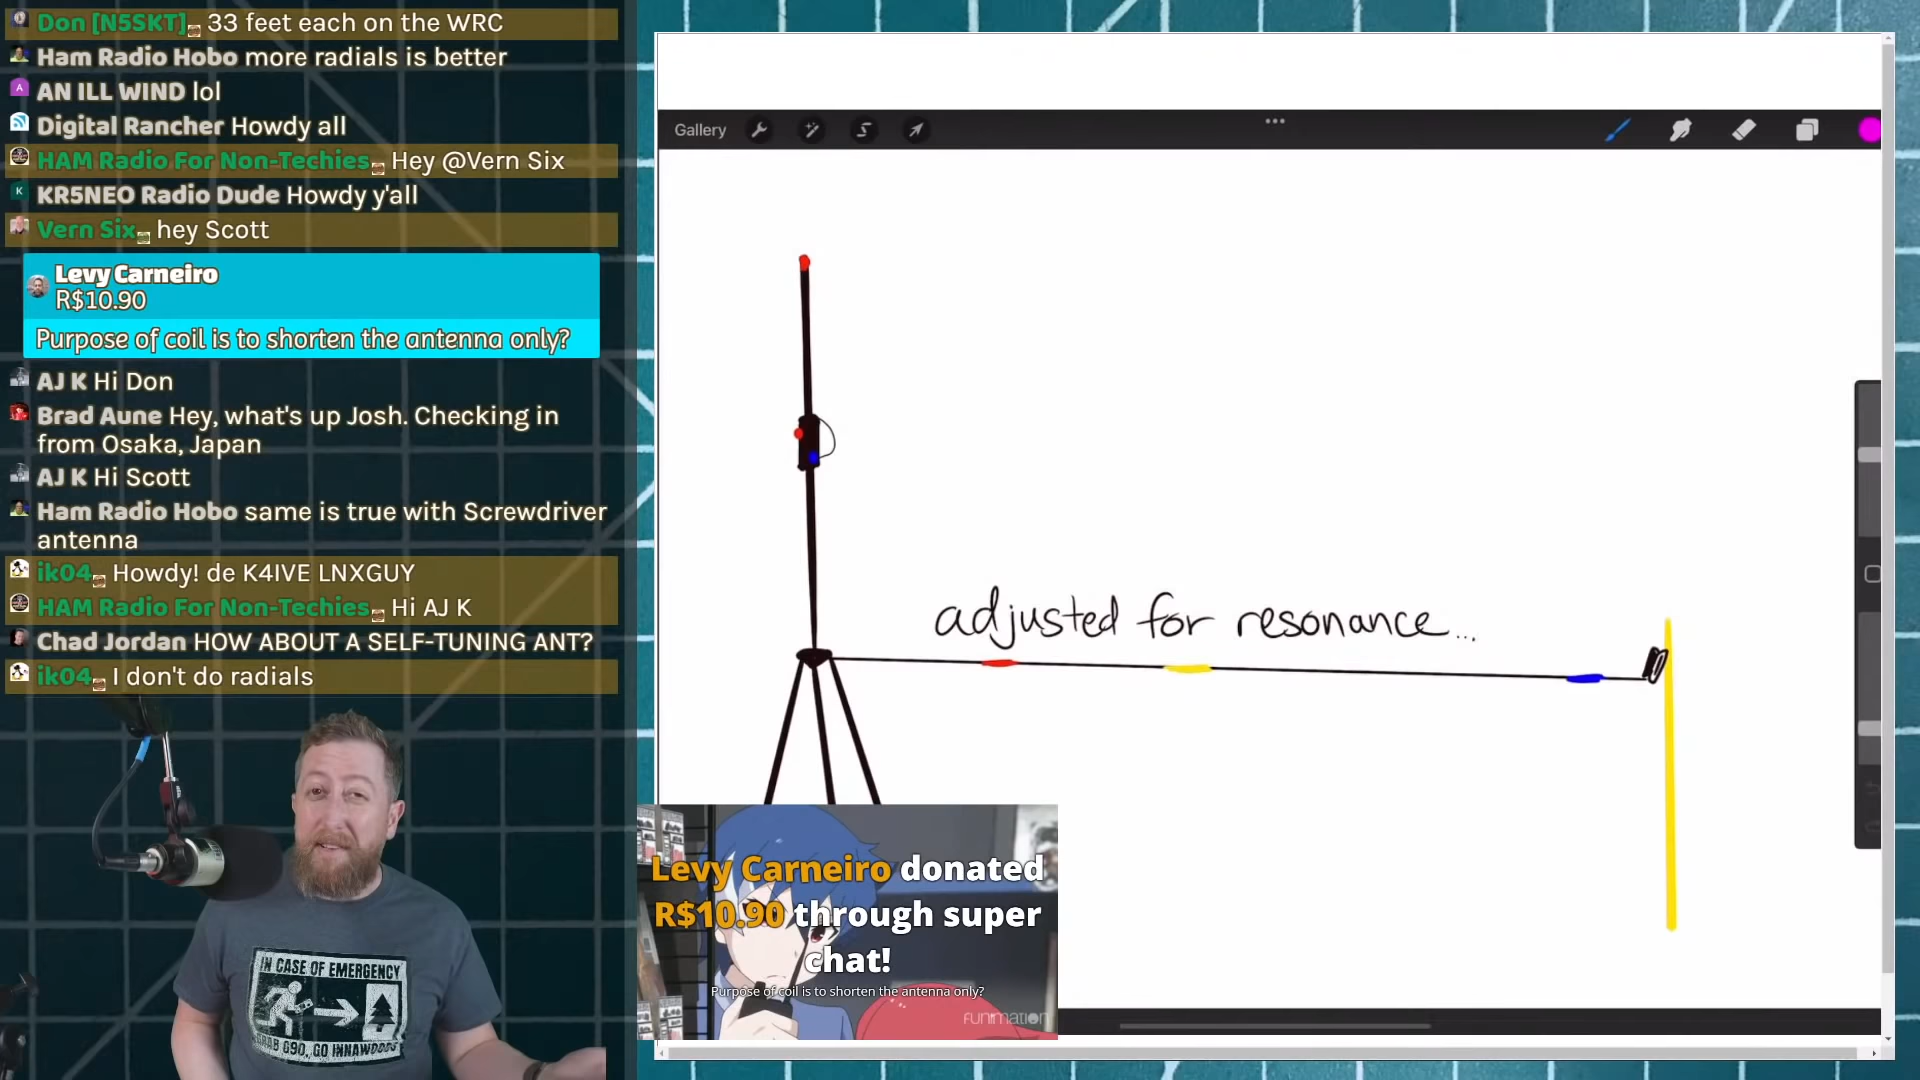 Don [N5SKT] 33 feet each on the WRC
Ham Radio Hobo more radials is better
A AN ILL WIND lol
Digital Rancher Howdy all
HAM Radio For Non-Techies Hey @Vern Six
K KR5NEO Radio Dude Howdy y'all
Vern Six hey Scott
Levy Carneiro
R$10.90
Purpose of coil is to shorten the antenna only?
AJ K Hi Don
Brad Aune Hey, what's up Josh. Checking in
from Osaka, Japan
AJ K Hi Scott
Ham Radio Hobo same is true with Screwdriver
antenna
ik04 Howdy! de K4IVE LNXGUY
HAM Radio For Non-Techies Hi AJ K
Chad Jordan HOW ABOUT A SELF-TUNING ANT?
ik04 I don't do radials
Gallery
adjusted for resonance...
IN CASE OF EMERGENCY
GRAB G90, GO INNAWOODS
Levy Carneiro donated
R$10.90 through super
chat!
Purpose of coil is to shorten the antenna only?
funimation